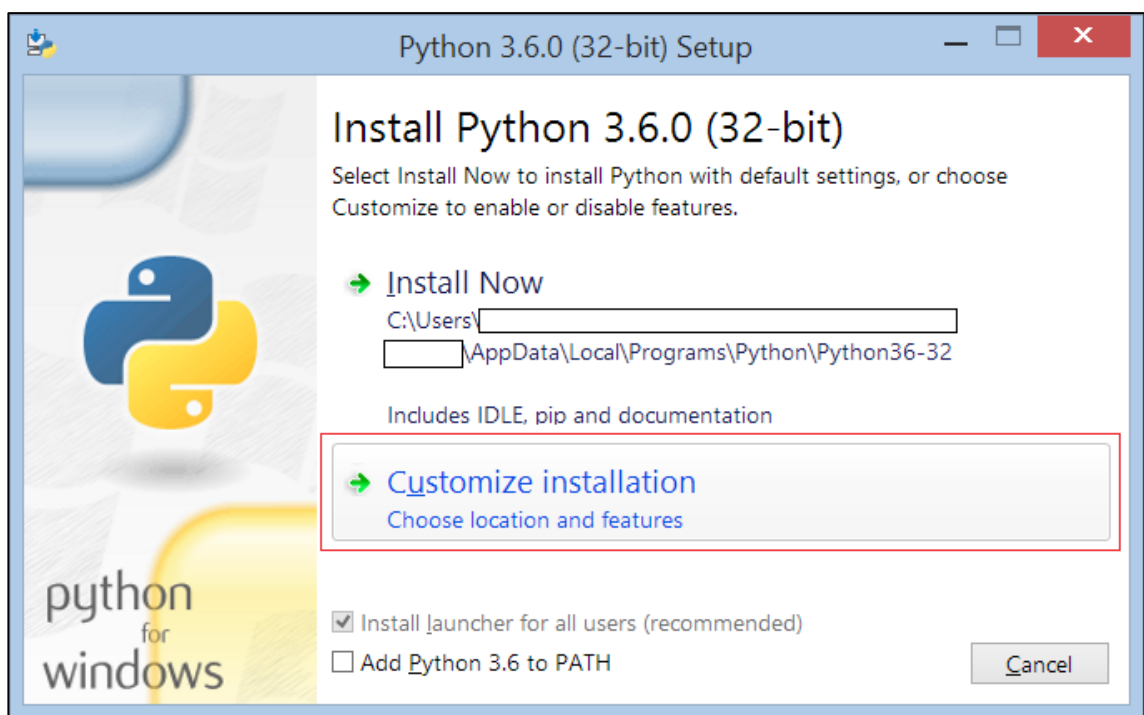 Python 3.6.0 (32-bit) Setup
Install Python 3.6.0 (32-bit)
Select Install Now to install Python with default settings, or choose
Customize to enable or disable features.
Install Now
C:\Users\
\AppData\Local\Programs\Python\Python36-32
Includes IDLE, pip and documentation
Customize installation
Choose location and features
python
for
windows
Install launcher for all users (recommended)
Add Python 3.6 to PATH
Cancel